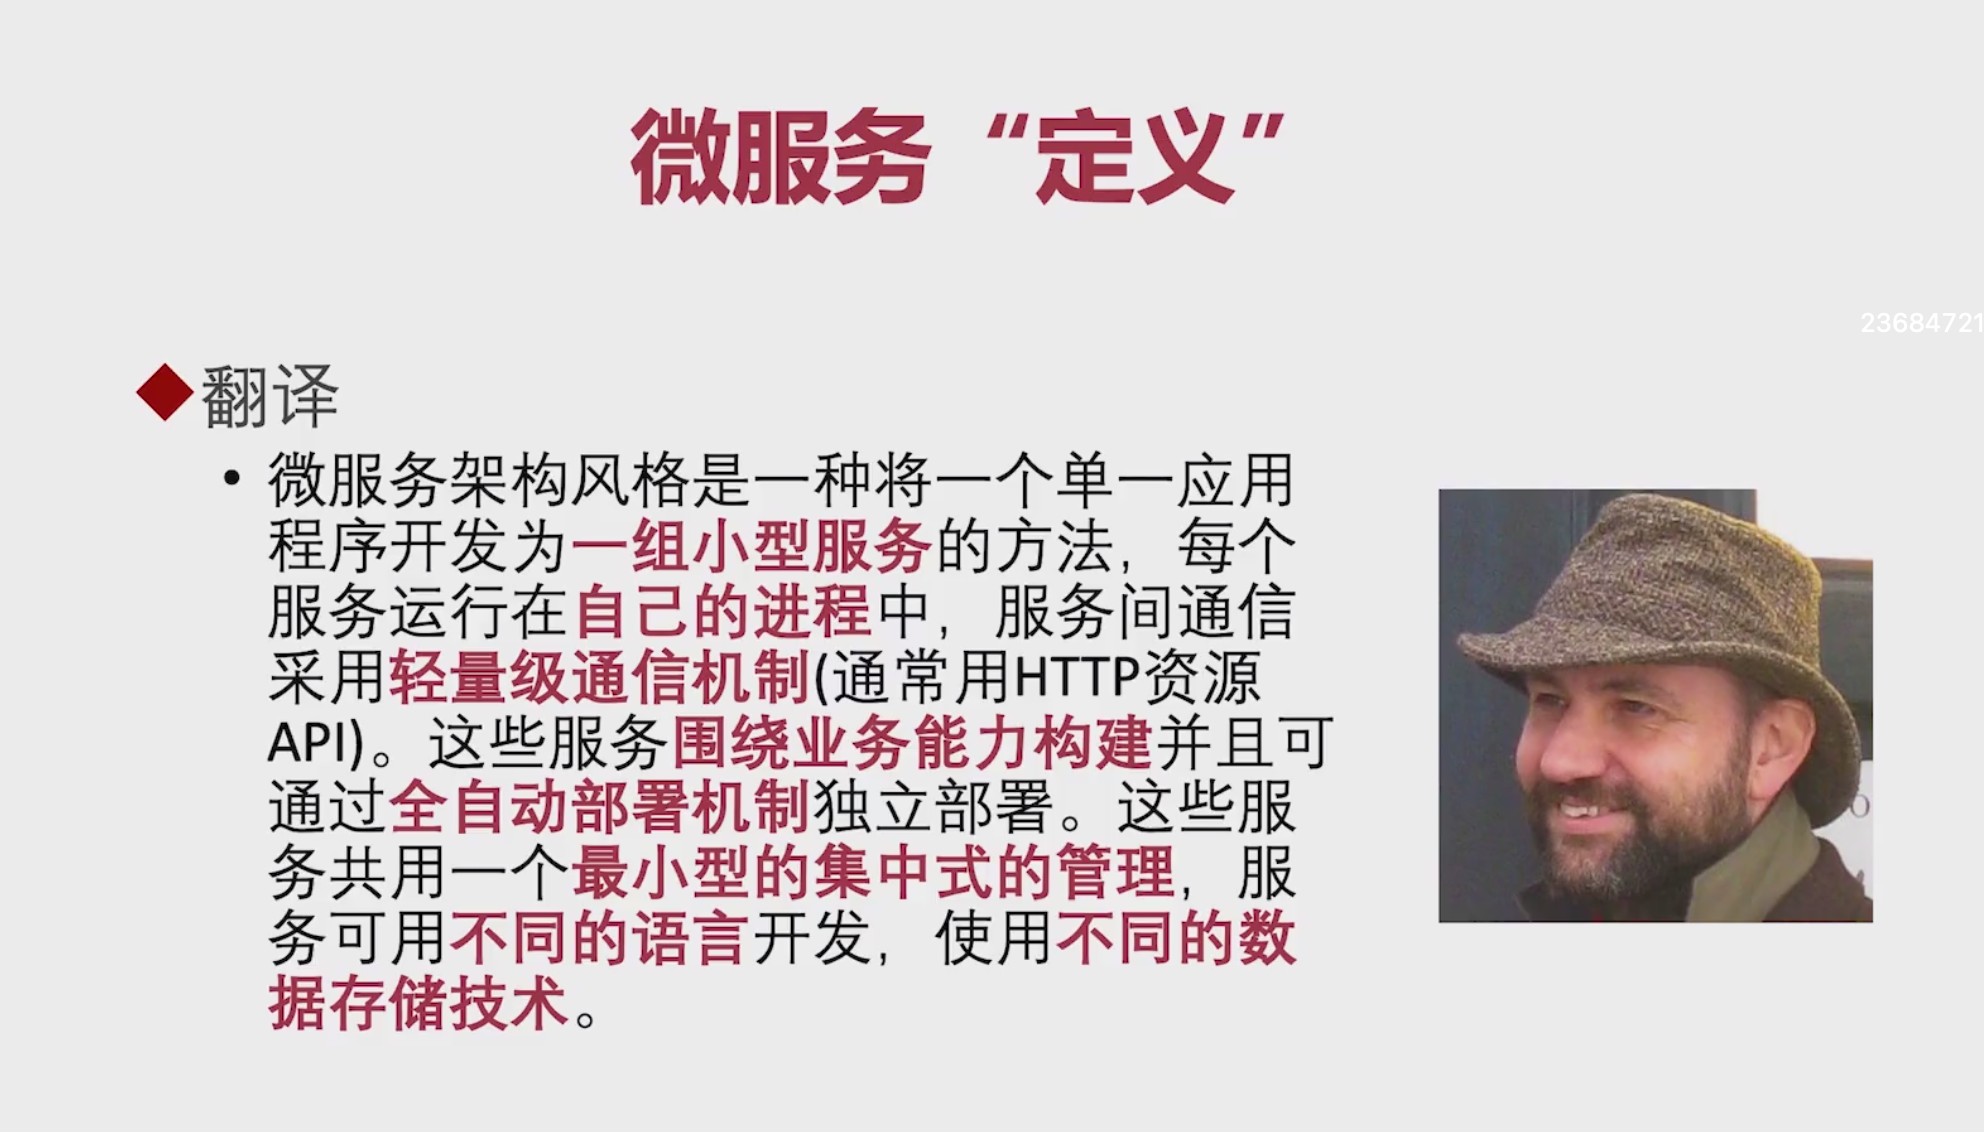 微服务 “定义”
23684721
翻译
• 微服务架构风格是一种将一个单一应用
程序开发为一组小型服务的方法，每个
服务运行在自己的进程中，服务间通信
采用轻量级通信机制(通常用HTTP资源
API)。这些服务围绕业务能力构建并且可
通过全自动部署机制独立部署。这些服
务共用一个最小型的集中式的管理，服
务可用不同的语言开发，使用不同的数
据存储技术。